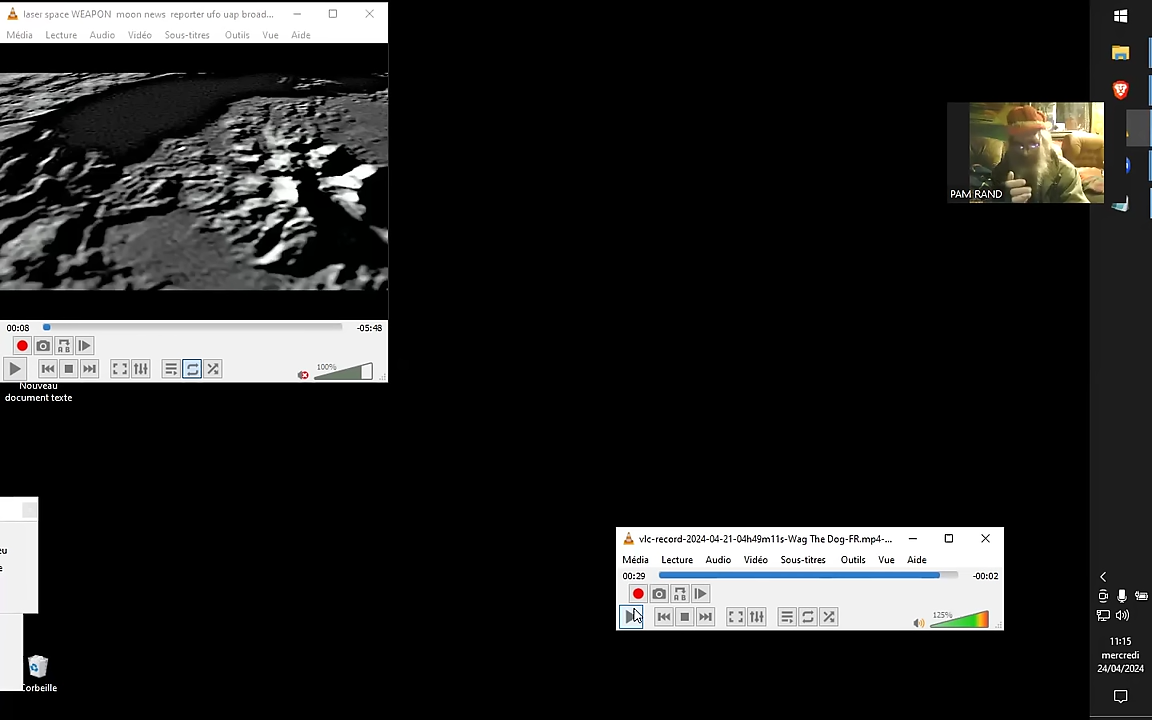 laser space WEAPON moon news reporter ufo uap broad...
Média Lecture Audio Vidéo Sous-titres Outils Vue Aide
00:08 -05:48
100%
Nouveau
document texte
PAM RAND
vlc-record-2024-04-21-04h49m11s-Wag The Dog-FR.mp4-...
Média Lecture Audio Vidéo Sous-titres Outils Vue Aide
00:29 -00:02
125%
eu
e
Corbeille
11:15
mercredi
24/04/2024